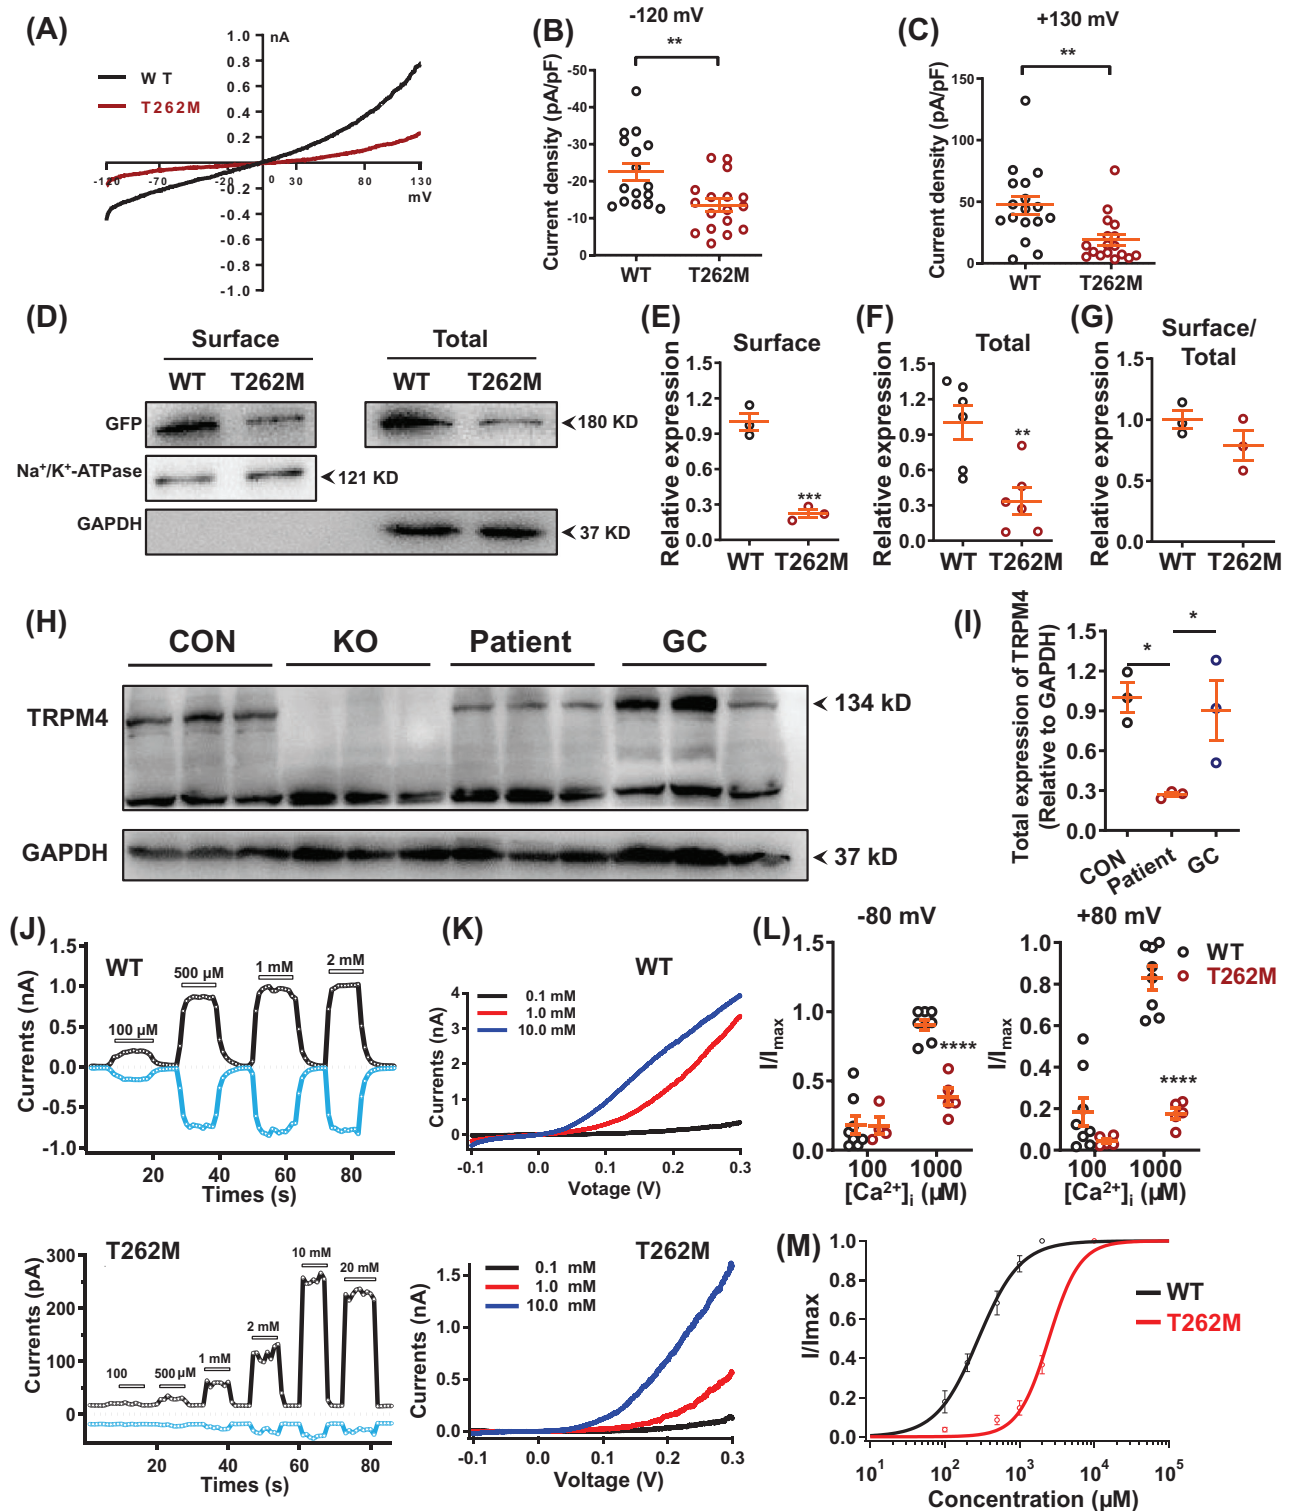 (A)
nA
1.0
0.8
0.6
0.4
0.2
-0.2
-0.4
-0.6
-0.8
-1.0
-120
-70
-20
0
30
80
130
mV
WT
T262M
(B)
-120 mV
**
Current density (pA/pF)
-50
-40
-30
-20
-10
0
WT
T262M
(C)
+130 mV
**
Current density (pA/pF)
150
100
50
0
WT
T262M
(D)
Surface
Total
WT
T262M
WT
T262M
GFP
180 KD
Na⁺/K⁺-ATPase
121 KD
GAPDH
37 KD
(E)
Surface
Relative expression
1.5
1.2
0.9
0.6
0.3
0.0
***
WT
T262M
(F)
Total
Relative expression
1.5
1.2
0.9
0.6
0.3
0.0
**
WT
T262M
(G)
Surface/
Total
Relative expression
1.5
1.0
0.5
0.0
WT
T262M
(H)
CON
KO
Patient
GC
TRPM4
134 kD
GAPDH
37 kD
(I)
Total expression of TRPM4
(Relative to GAPDH)
1.5
1.2
0.9
0.6
0.3
0.0
*
*
CON
Patient
GC
(J)
WT
Currents (nA)
1.5
1.0
0.5
0.0
-0.5
-1.0
100 µM
500 µM
1 mM
2 mM
20
40
60
80
Times (s)
T262M
Currents (pA)
300
200
100
0
100
500 µM
1 mM
2 mM
10 mM
20 mM
20
40
60
80
Times (s)
(K)
WT
0.1 mM
1.0 mM
10.0 mM
Currents (nA)
4
3
2
1
0
-0.1
0.0
0.1
0.2
0.3
Votage (V)
T262M
0.1 mM
1.0 mM
10.0 mM
Currents (nA)
1.5
1.0
0.5
0.0
-0.1
0.0
0.1
0.2
0.3
Voltage (V)
(L)
-80 mV
I/Imax
1.5
1.0
0.5
0.0
****
100
1000
[Ca²⁺]i (µM)
+80 mV
I/Imax
1.0
0.8
0.6
0.4
0.2
0.0
****
100
1000
[Ca²⁺]i (µM)
WT
T262M
(M)
I/Imax
1.0
0.8
0.6
0.4
0.2
0.0
WT
T262M
10¹
10²
10³
10⁴
10⁵
Concentration (µM)